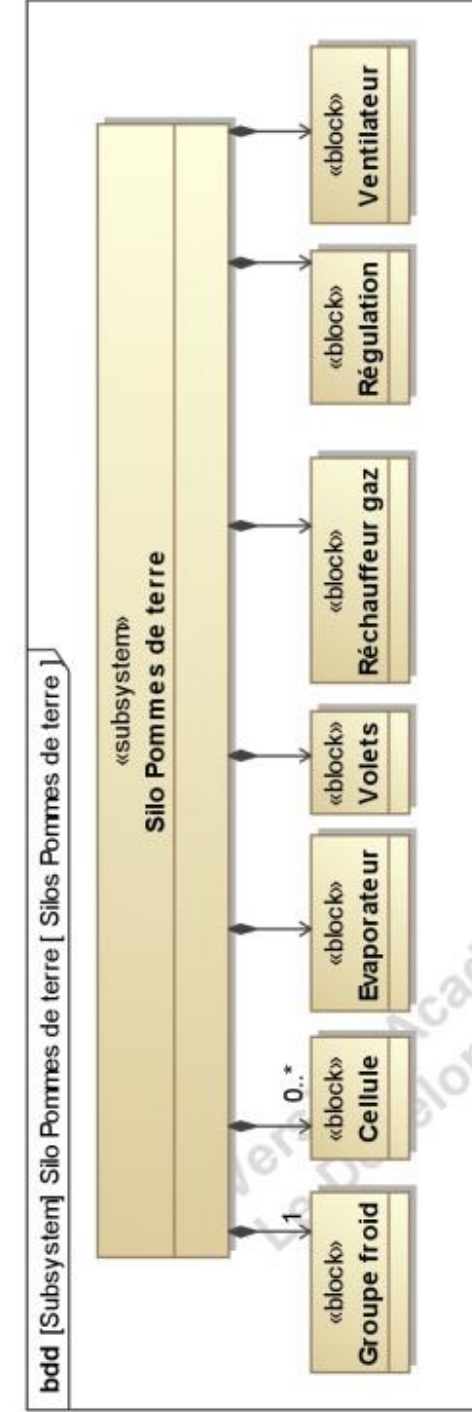 bdd [Subsystem] Silo Pommes de terre [ Silos Pommes de terre ]
«subsystem»
Silo Pommes de terre
1
0..*
«block»
Groupe froid
«block»
Cellule
«block»
Evaporateur
«block»
Volets
«block»
Réchauffeur gaz
«block»
Régulation
«block»
Ventilateur